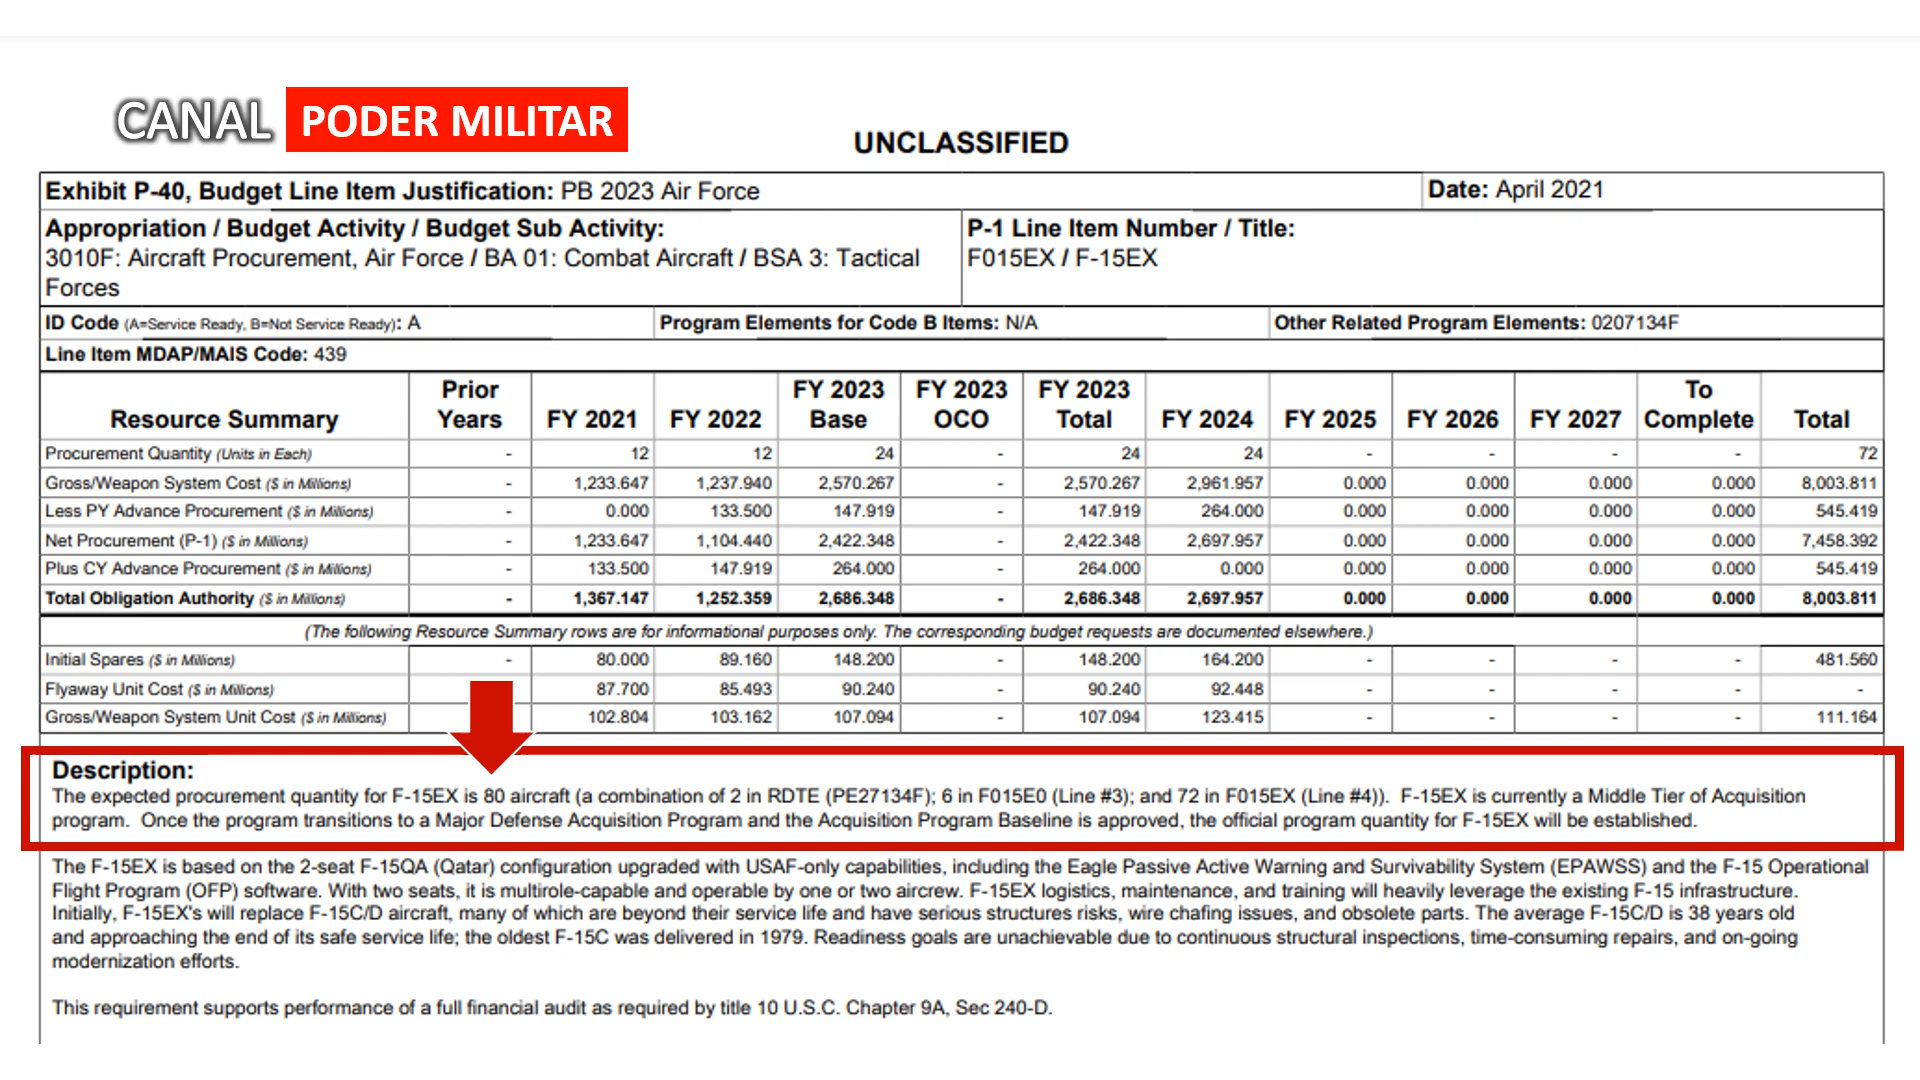 CANAL PODER MILITAR
UNCLASSIFIED
Exhibit P-40, Budget Line Item Justification: PB 2023 Air Force Date: April 2021
Appropriation / Budget Activity / Budget Sub Activity:
3010F: Aircraft Procurement, Air Force / BA 01: Combat Aircraft / BSA 3: Tactical
Forces
P-1 Line Item Number / Title:
F015EX / F-15EX
ID Code (A=Service Ready, B=Not Service Ready): A Program Elements for Code B Items: N/A Other Related Program Elements: 0207134F
Line Item MDAP/MAIS Code: 439
Resource Summary Prior Years FY 2021 FY 2022 FY 2023 Base FY 2023 OCO FY 2023 Total FY 2024 FY 2025 FY 2026 FY 2027 To Complete Total
Procurement Quantity (Units in Each) - 12 12 24 - 24 24 - - - - 72
Gross/Weapon System Cost ($ in Millions) - 1,233.647 1,237.940 2,570.267 - 2,570.267 2,961.957 0.000 0.000 0.000 0.000 8,003.811
Less PY Advance Procurement ($ in Millions) - 0.000 133.500 147.919 - 147.919 264.000 0.000 0.000 0.000 0.000 545.419
Net Procurement (P-1) ($ in Millions) - 1,233.647 1,104.440 2,422.348 - 2,422.348 2,697.957 0.000 0.000 0.000 0.000 7,458.392
Plus CY Advance Procurement ($ in Millions) - 133.500 147.919 264.000 - 264.000 0.000 0.000 0.000 0.000 0.000 545.419
Total Obligation Authority ($ in Millions) - 1,367.147 1,252.359 2,686.348 - 2,686.348 2,697.957 0.000 0.000 0.000 0.000 8,003.811
(The following Resource Summary rows are for informational purposes only. The corresponding budget requests are documented elsewhere.)
Initial Spares ($ in Millions) - 80.000 89.160 148.200 - 148.200 164.200 - - - - 481.560
Flyaway Unit Cost ($ in Millions) 87.700 85.493 90.240 - 90.240 92.448 - - - - -
Gross/Weapon System Unit Cost ($ in Millions) 102.804 103.162 107.094 - 107.094 123.415 - - - - 111.164
Description:
The expected procurement quantity for F-15EX is 80 aircraft (a combination of 2 in RDTE (PE27134F); 6 in F015E0 (Line #3); and 72 in F015EX (Line #4)). F-15EX is currently a Middle Tier of Acquisition
program. Once the program transitions to a Major Defense Acquisition Program and the Acquisition Program Baseline is approved, the official program quantity for F-15EX will be established.
The F-15EX is based on the 2-seat F-15QA (Qatar) configuration upgraded with USAF-only capabilities, including the Eagle Passive Active Warning and Survivability System (EPAWSS) and the F-15 Operational
Flight Program (OFP) software. With two seats, it is multirole-capable and operable by one or two aircrew. F-15EX logistics, maintenance, and training will heavily leverage the existing F-15 infrastructure.
Initially, F-15EX's will replace F-15C/D aircraft, many of which are beyond their service life and have serious structures risks, wire chafing issues, and obsolete parts. The average F-15C/D is 38 years old
and approaching the end of its safe service life; the oldest F-15C was delivered in 1979. Readiness goals are unachievable due to continuous structural inspections, time-consuming repairs, and on-going
modernization efforts.
This requirement supports performance of a full financial audit as required by title 10 U.S.C. Chapter 9A, Sec 240-D.